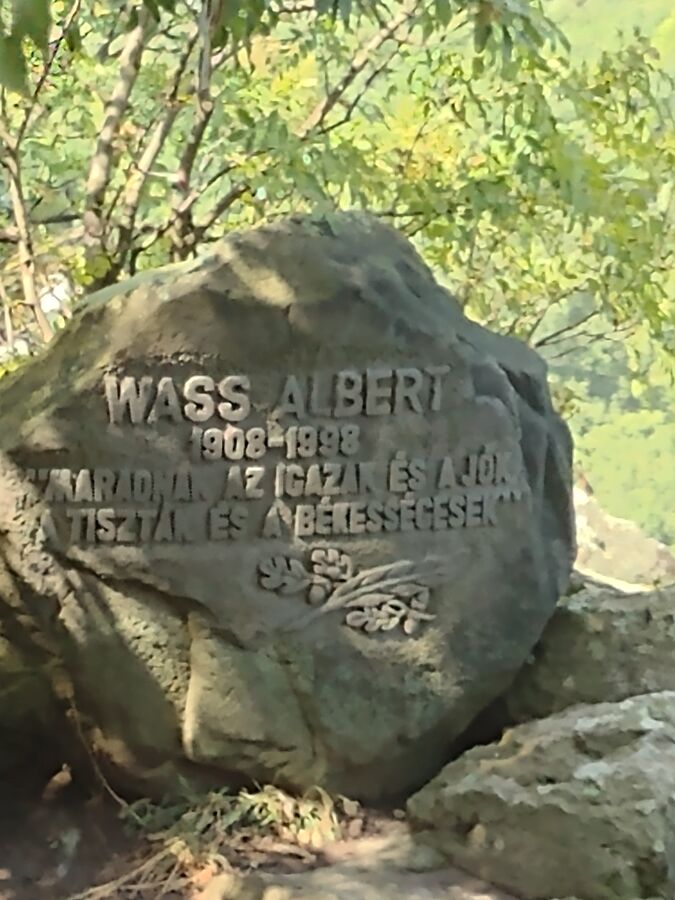 WASS ALBERT
1908-1998
"MARADNAK AZ IGAZAK ÉS A JÓK
A TISZTÁK ÉS A BÉKESSÉGESEK"